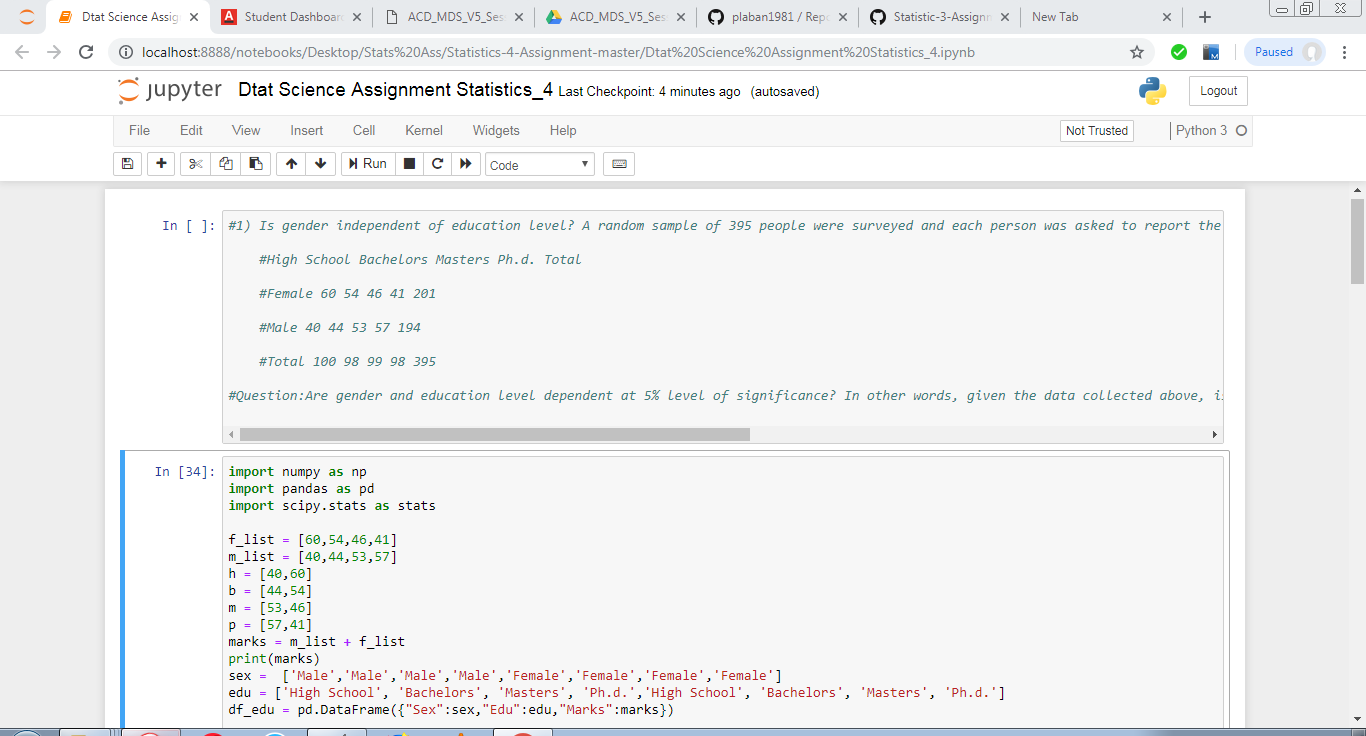 Dtat Science Assig
Student Dashboar
ACD_MDS_V5_Ses
ACD_MDS_V5_Ses
plaban1981 / Repo
Statistic-3-Assignm
New Tab
localhost:8888/notebooks/Desktop/Stats%20Ass/Statistics-4-Assignment-master/Dtat%20Science%20Assignment%20Statistics_4.ipynb
Paused
jupyter Dtat Science Assignment Statistics_4 Last Checkpoint: 4 minutes ago (autosaved)
Logout
File Edit View Insert Cell Kernel Widgets Help
Not Trusted
Python 3
Run
Code
In [ ]:
#1) Is gender independent of education level? A random sample of 395 people were surveyed and each person was asked to report the
#High School Bachelors Masters Ph.d. Total
#Female 60 54 46 41 201
#Male 40 44 53 57 194
#Total 100 98 99 98 395
#Question:Are gender and education level dependent at 5% level of significance? In other words, given the data collected above, i
In [34]:
import numpy as np
import pandas as pd
import scipy.stats as stats
f_list = [60,54,46,41]
m_list = [40,44,53,57]
h = [40,60]
b = [44,54]
m = [53,46]
p = [57,41]
marks = m_list + f_list
print(marks)
sex =  ['Male','Male','Male','Male','Female','Female','Female','Female']
edu = ['High School', 'Bachelors', 'Masters', 'Ph.d.','High School', 'Bachelors', 'Masters', 'Ph.d.']
df_edu = pd.DataFrame({"Sex":sex,"Edu":edu,"Marks":marks})